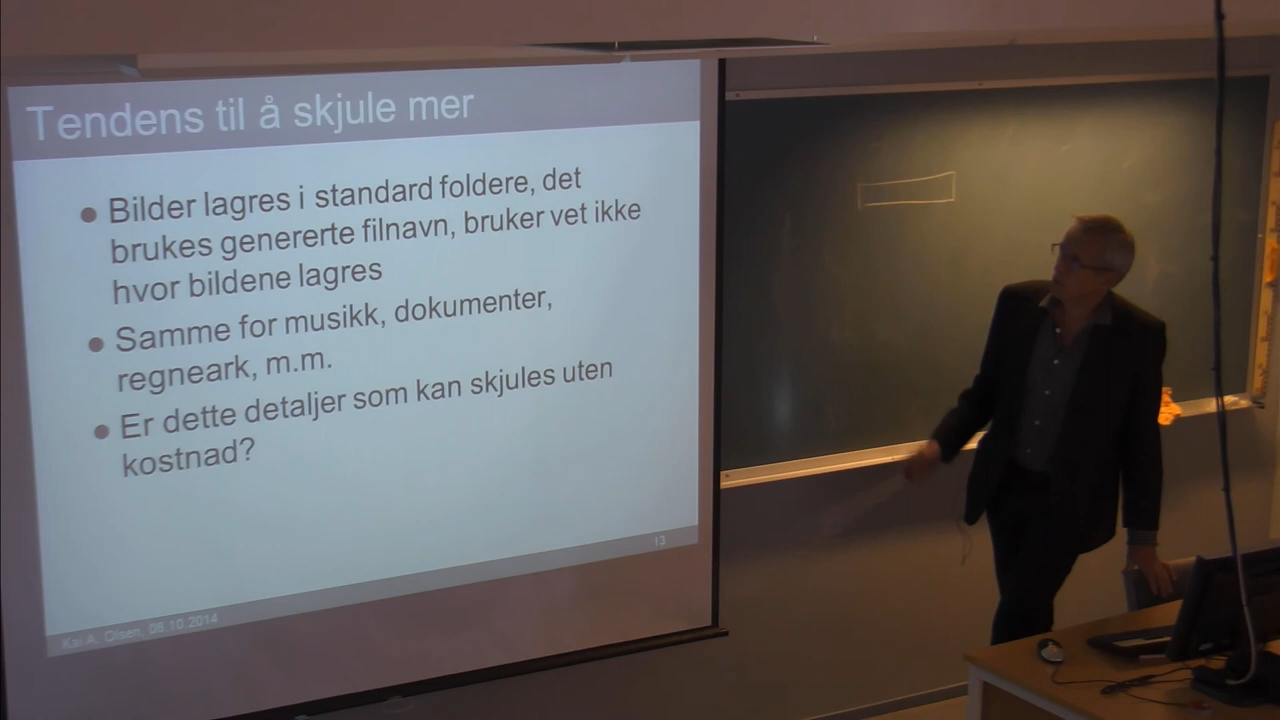 Tendens til å skjule mer
Bilder lagres i standard foldere, det
brukes genererte filnavn, bruker vet ikke
hvor bildene lagres
Samme for musikk, dokumenter,
regneark, m.m.
Er dette detaljer som kan skjules uten
kostnad?
13
Kai A. Olsen, 08.10.2014